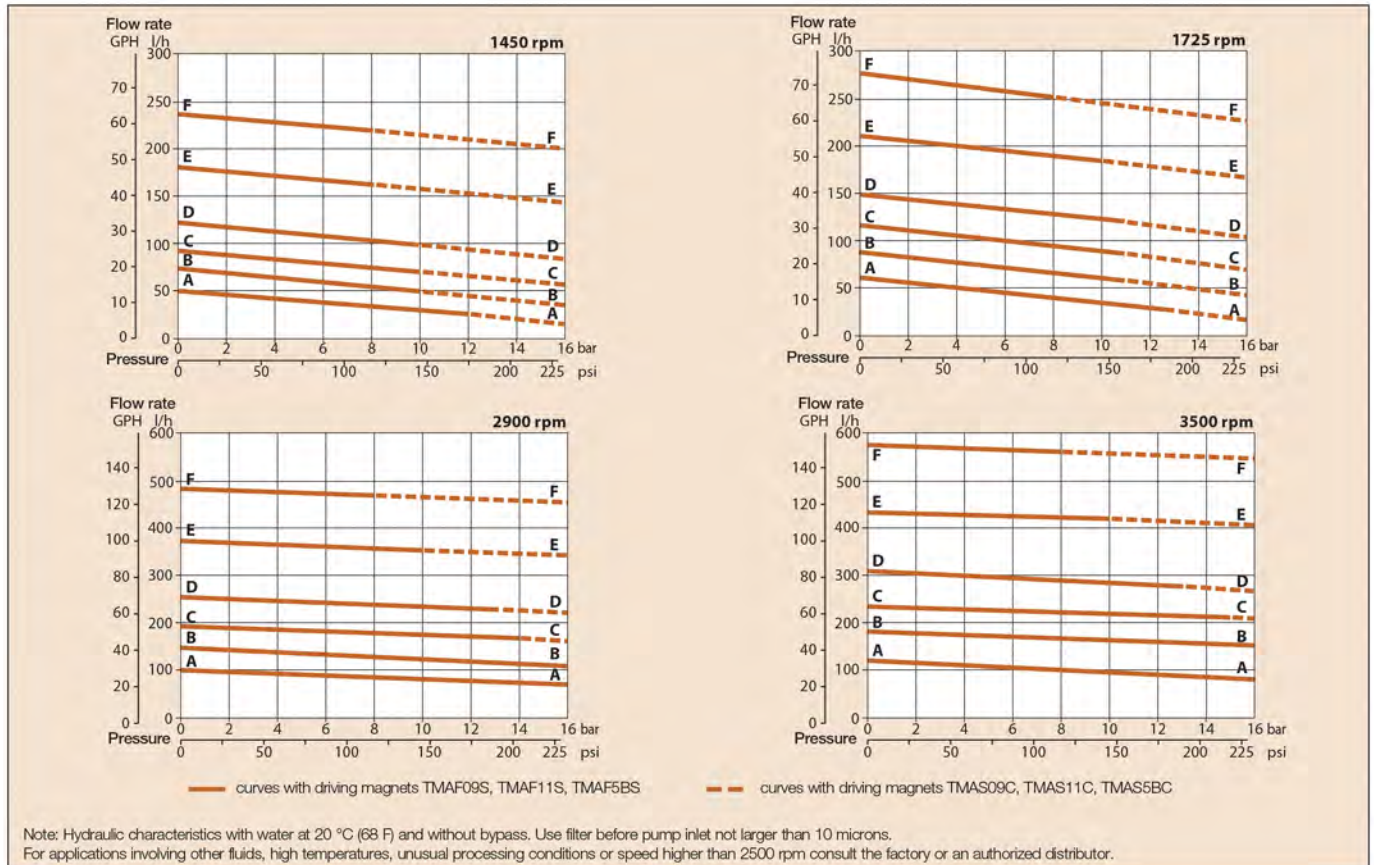 Flow rate
GPH l/h
1450 rpm
300
70
250
60
200
50
150
40
30
100
20
50
10
0
0
F
F
E
E
D
D
C
C
B
B
A
A
0 2 4 6 8 10 12 14 16 bar
Pressure
0 50 100 150 200 225 psi
Flow rate
GPH l/h
1725 rpm
300
70
250
60
200
50
150
40
30
100
20
50
10
0
0
F
F
E
E
D
D
C
C
B
B
A
A
0 2 4 6 8 10 12 14 16 bar
Pressure
0 50 100 150 200 225 psi
Flow rate
GPH l/h
2900 rpm
600
140
500
120
400
100
80
300
60
200
40
100
20
0
0
F
F
E
E
D
D
C
C
B
B
A
A
0 2 4 6 8 10 12 14 16 bar
Pressure
0 50 100 150 200 225 psi
Flow rate
GPH l/h
3500 rpm
600
140
500
120
400
100
80
300
60
200
40
100
20
0
0
F
F
E
E
D
D
C
C
B
B
A
A
0 2 4 6 8 10 12 14 16 bar
Pressure
0 50 100 150 200 225 psi
curves with driving magnets TMAF09S, TMAF11S, TMAF5BS
curves with driving magnets TMAS09C, TMAS11C, TMAS5BC
Note: Hydraulic characteristics with water at 20 °C (68 F) and without bypass. Use filter before pump inlet not larger than 10 microns.
For applications involving other fluids, high temperatures, unusual processing conditions or speed higher than 2500 rpm consult the factory or an authorized distributor.